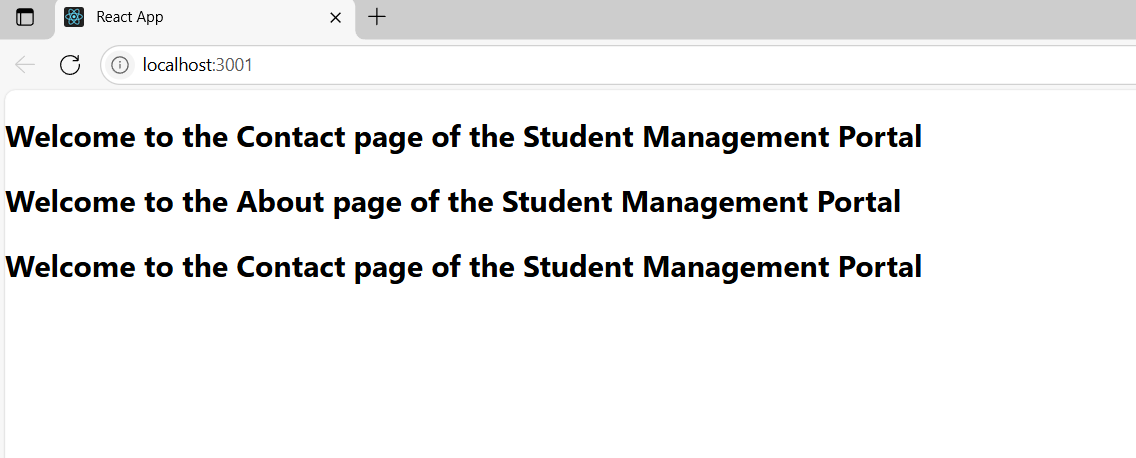 React App
localhost:3001
Welcome to the Contact page of the Student Management Portal
Welcome to the About page of the Student Management Portal
Welcome to the Contact page of the Student Management Portal